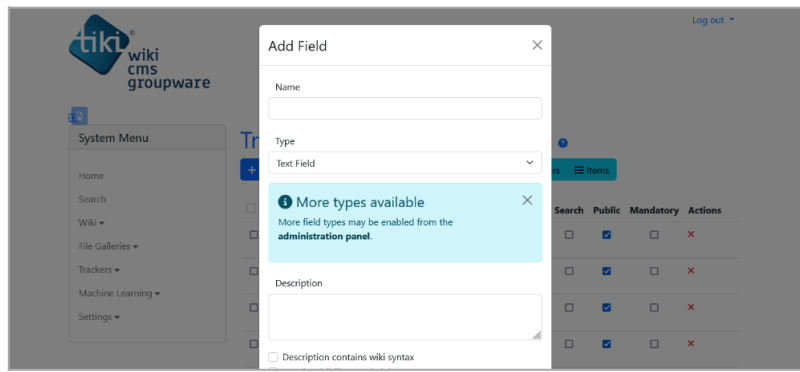 Log out
tiki®
wiki
cms
groupware
Add Field
Name
System Menu
Tr
Type
Text Field
Items
Home
More types available
More field types may be enabled from the
administration panel.
Search
Search Public Mandatory Actions
Wiki
File Galleries
Trackers
Description
Machine Learning
Settings
Description contains wiki syntax